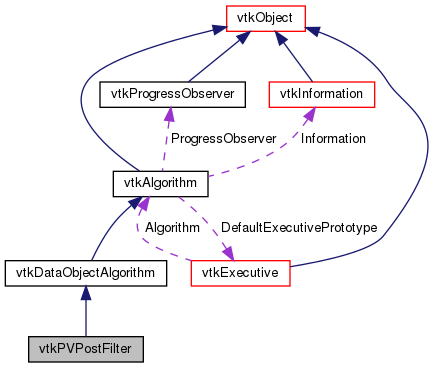 vtkObject
vtkProgressObserver
vtkInformation
ProgressObserver
Information
vtkAlgorithm
Algorithm
DefaultExecutivePrototype
vtkDataObjectAlgorithm
vtkExecutive
vtkPVPostFilter